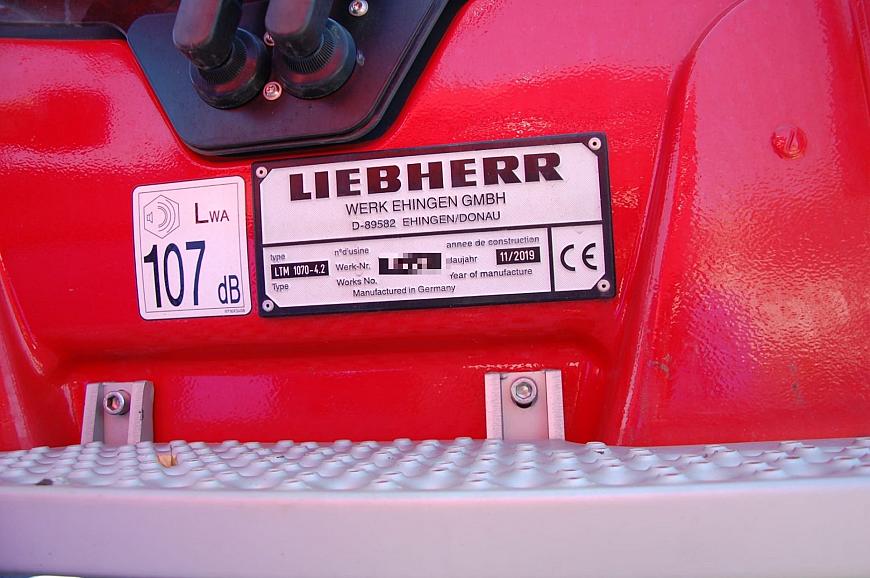 LWA
107 dB
LIEBHERR
WERK EHINGEN GMBH
D-89582 EHINGEN/DONAU
type
LTM 1070-4.2
Type
n°d'usine
Werk-Nr.
Works No.
annee de construction
Baujahr 11/2019
Year of manufacture
Manufactured in Germany
CE